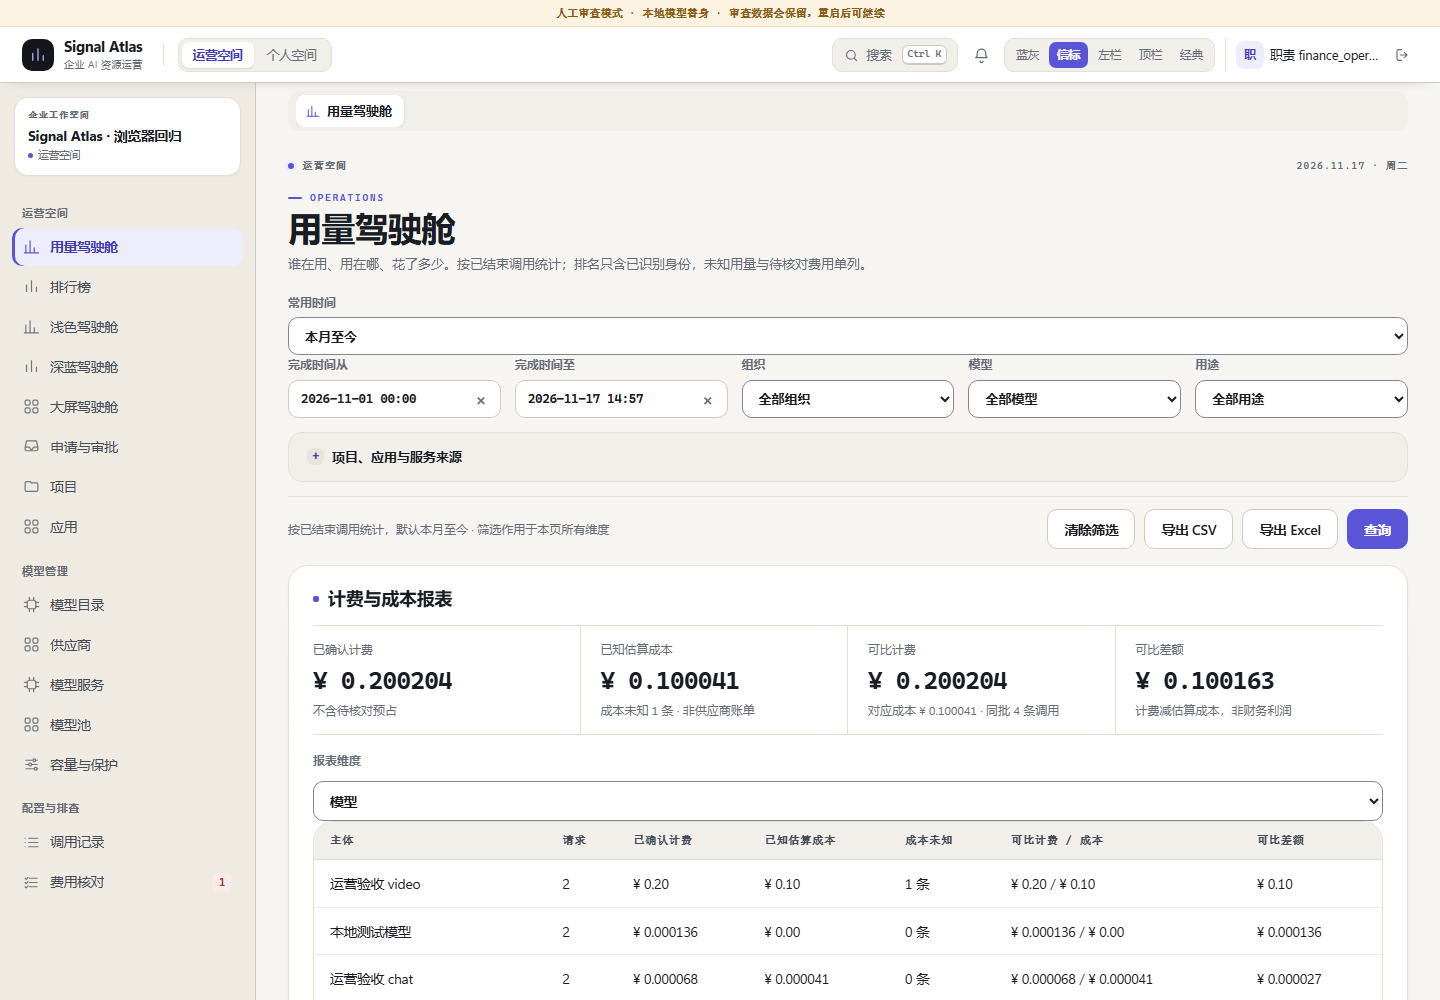 人工审查模式 · 本地模型替身 · 审查数据会保留，重启后可继续
Signal Atlas
企业 AI 资源运营
运营空间 个人空间
搜索 Ctrl K
蓝灰 信标 左栏 顶栏 经典
职 职责 finance_oper...
企业工作空间
Signal Atlas · 浏览器回归
运营空间
运营空间
用量驾驶舱
排行榜
浅色驾驶舱
深蓝驾驶舱
大屏驾驶舱
申请与审批
项目
应用
模型管理
模型目录
供应商
模型服务
模型池
容量与保护
配置与排查
调用记录
费用核对 1
用量驾驶舱
运营空间
2026.11.17 · 周二
OPERATIONS
用量驾驶舱
谁在用、用在哪、花了多少。按已结束调用统计；排名只含已识别身份，未知用量与待核对费用单列。
常用时间
本月至今
完成时间从 完成时间至 组织 模型 用途
2026-11-01 00:00 × 2026-11-17 14:57 × 全部组织 全部模型 全部用途
+ 项目、应用与服务来源
按已结束调用统计，默认本月至今 · 筛选作用于本页所有维度
清除筛选 导出 CSV 导出 Excel 查询
计费与成本报表
已确认计费 已知估算成本 可比计费 可比差额
¥ 0.200204 ¥ 0.100041 ¥ 0.200204 ¥ 0.100163
不含待核对预占 成本未知 1 条 · 非供应商账单 对应成本 ¥ 0.100041 · 同批 4 条调用 计费减估算成本，非财务利润
报表维度
模型
主体 请求 已确认计费 已知估算成本 成本未知 可比计费 / 成本 可比差额
运营验收 video 2 ¥ 0.20 ¥ 0.10 1 条 ¥ 0.20 / ¥ 0.10 ¥ 0.10
本地测试模型 2 ¥ 0.000136 ¥ 0.00 0 条 ¥ 0.000136 / ¥ 0.00 ¥ 0.000136
运营验收 chat 2 ¥ 0.000068 ¥ 0.000041 0 条 ¥ 0.000068 / ¥ 0.000041 ¥ 0.000027